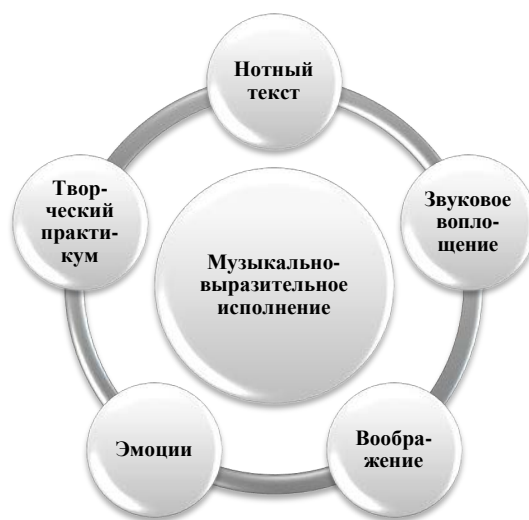 Нотный
текст
Звуковое
вопло-
щение
Вообра-
жение
Эмоции
Твор-
ческий
практи-
кум
Музыкально-
выразительное
исполнение